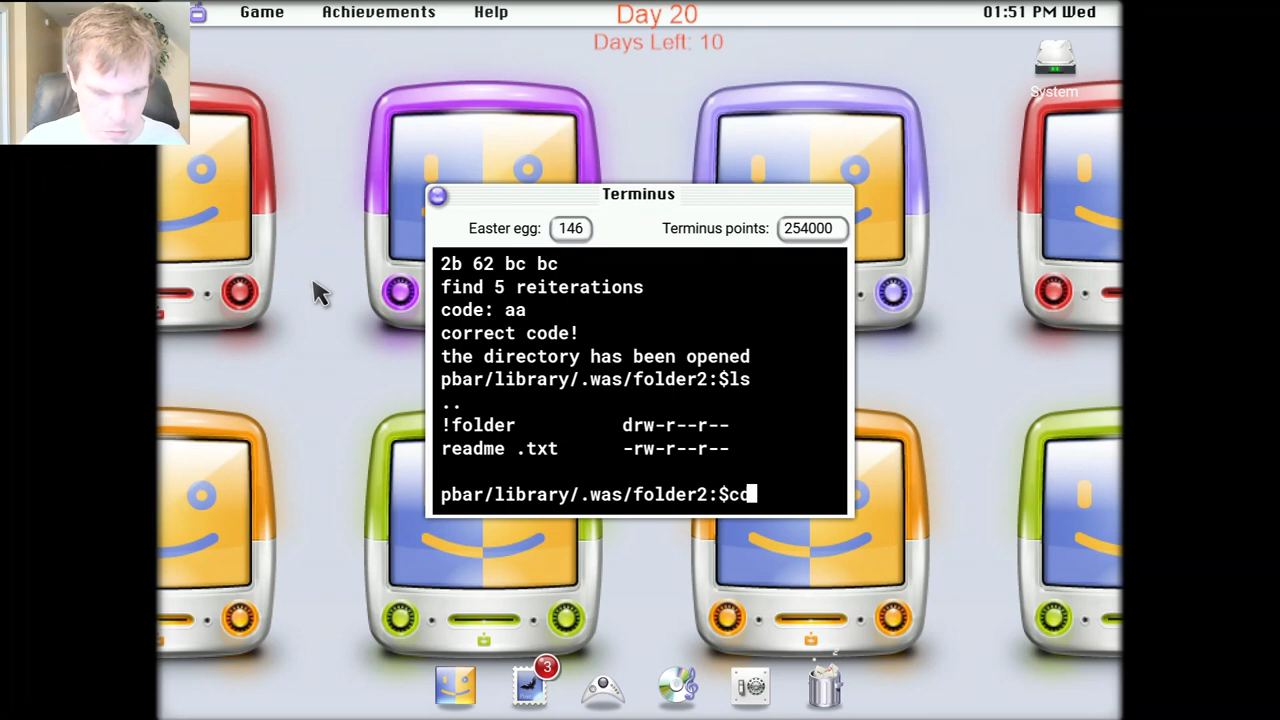 Game Achievements Help Day 20 01:51 PM Wed
Days Left: 10
System
Terminus
Easter egg: 146 Terminus points: 254000
2b 62 bc bc
find 5 reiterations
code: aa
correct code!
the directory has been opened
pbar/library/.was/folder2:$ls
..
!folder drw-r--r--
readme .txt -rw-r--r--
pbar/library/.was/folder2:$cd
3
2